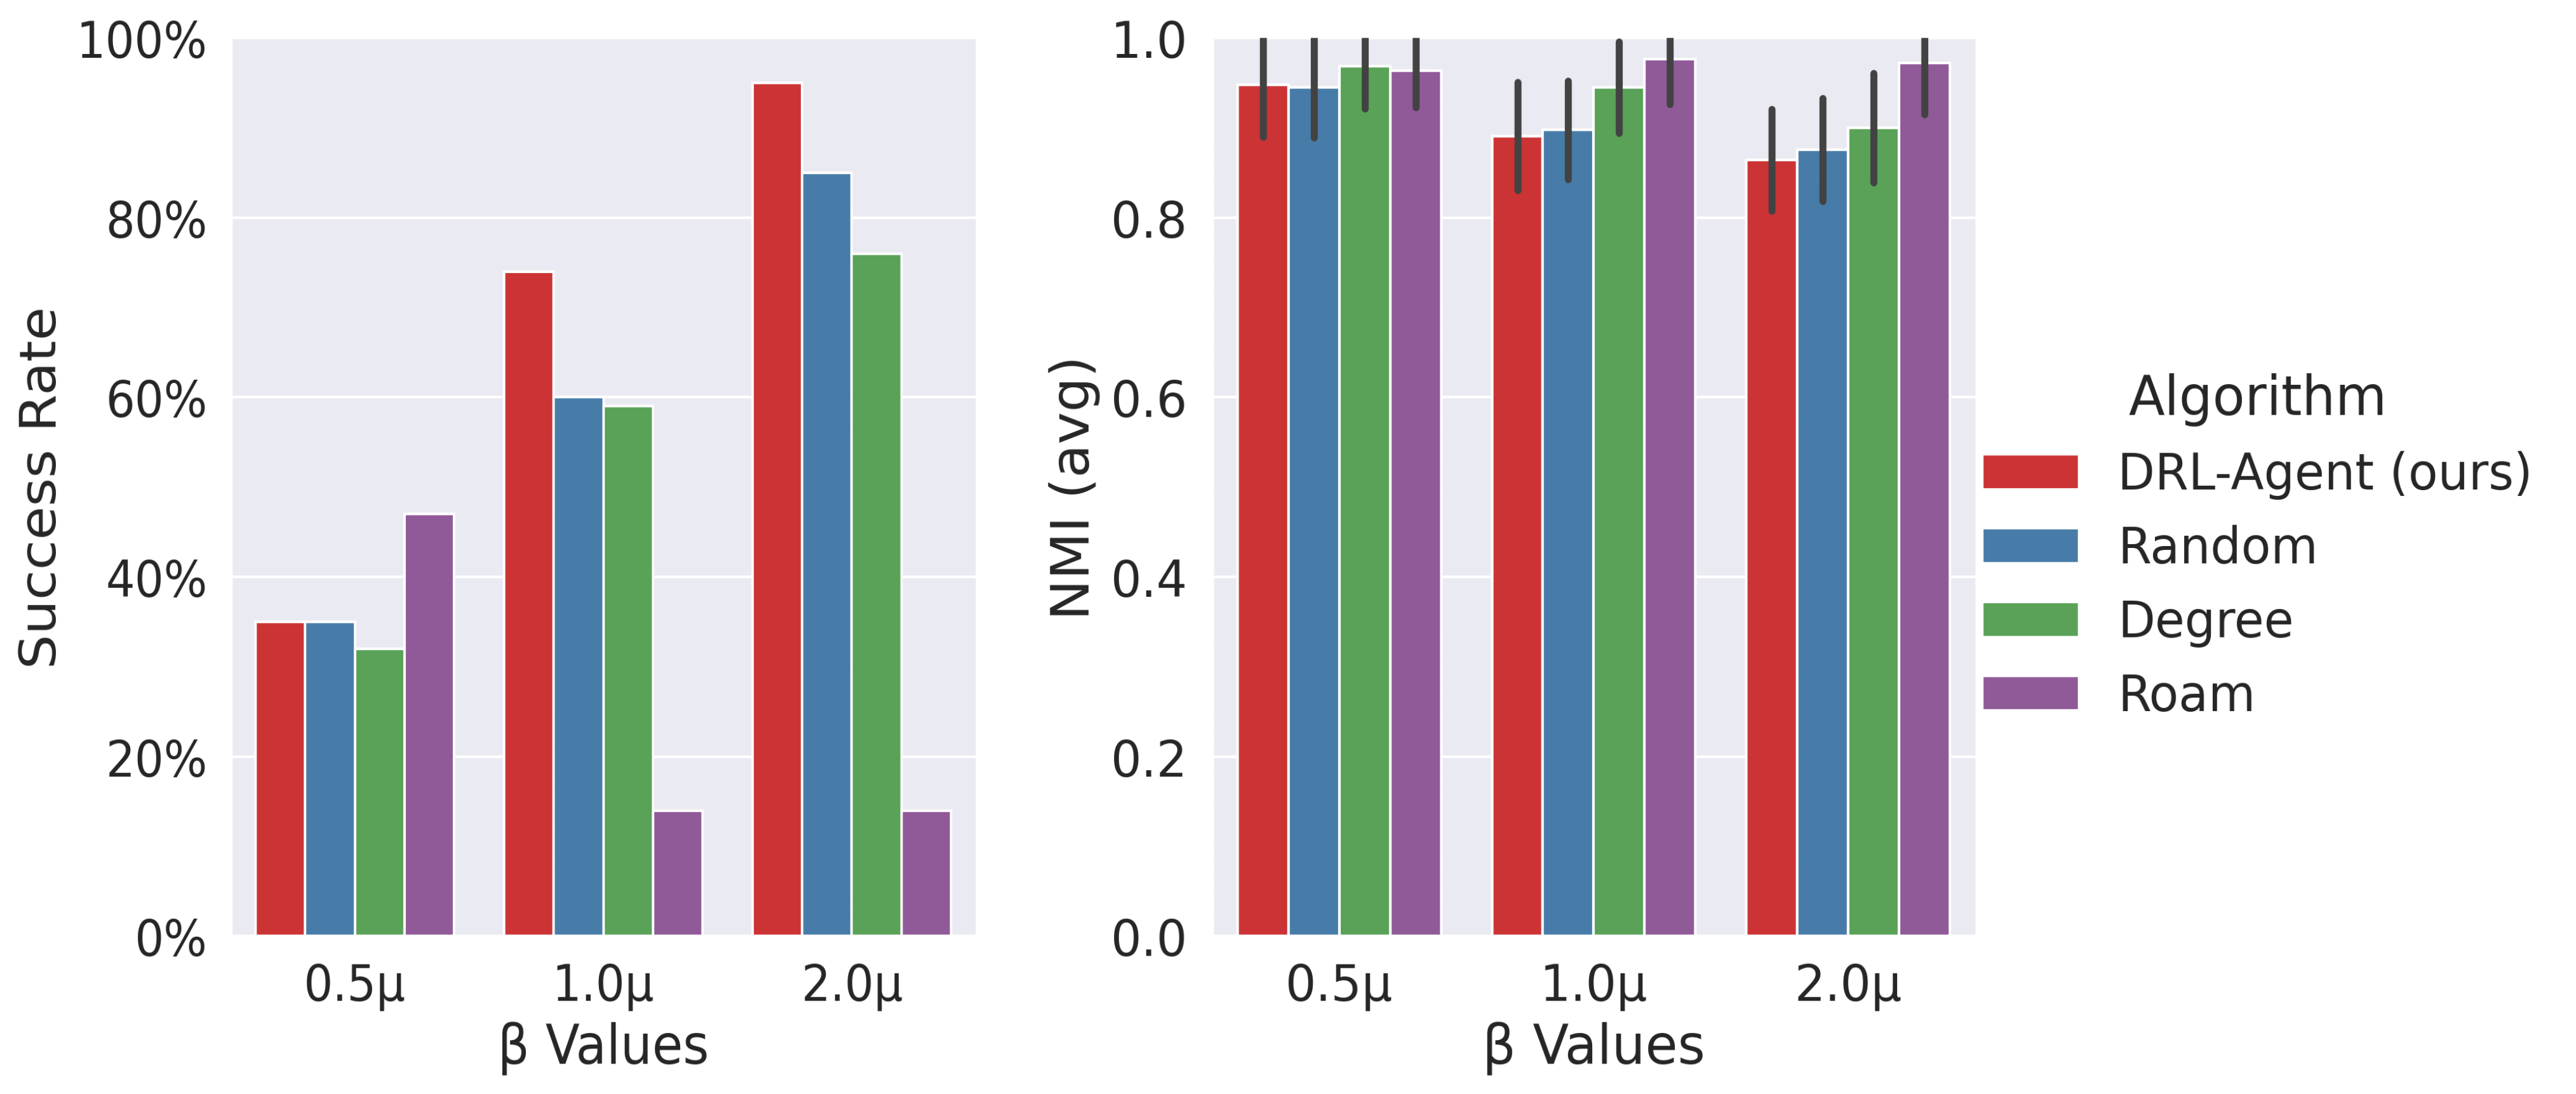 100%
80%
60%
40%
20%
0%
Success Rate
0.5μ 1.0μ 2.0μ
β Values
1.0
0.8
0.6
0.4
0.2
0.0
NMI (avg)
0.5μ 1.0μ 2.0μ
β Values
Algorithm
DRL-Agent (ours)
Random
Degree
Roam